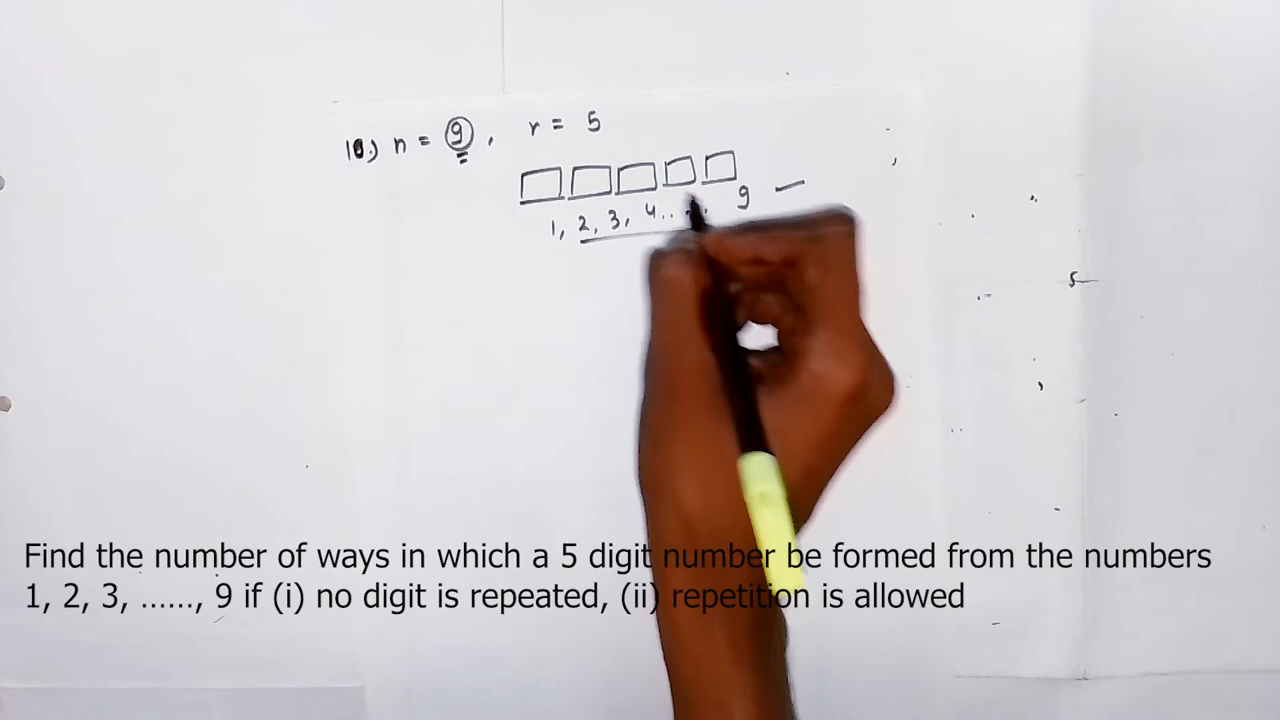 10.) n = 9, r = 5
1, 2, 3, 4.. 9 —
Find the number of ways in which a 5 digit number be formed from the numbers
1, 2, 3, ......, 9 if (i) no digit is repeated, (ii) repetition is allowed